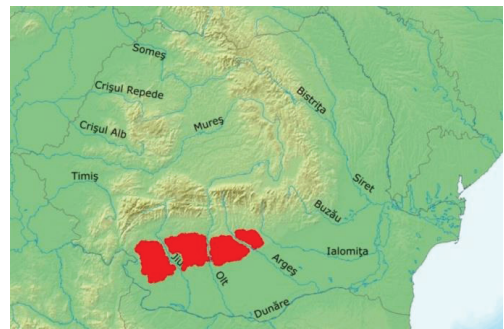 Someş
Crişul Repede
Bistriţa
Mureş
Crişul Alb
Timiş
Siret
Buzău
Ialomiţa
Jiu
Argeş
Olt
Dunăre